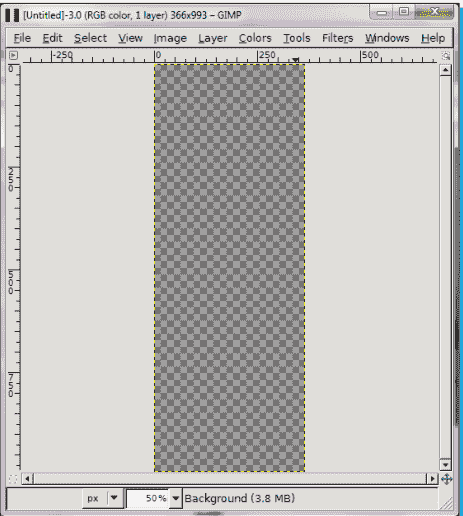 [Untitled]-3.0 (RGB color, 1 layer) 366x993 – GIMP
File Edit Select View Image Layer Colors Tools Filters Windows Help
-250 0 250 500
0
250
500
750
px 50% Background (3.8 MB)